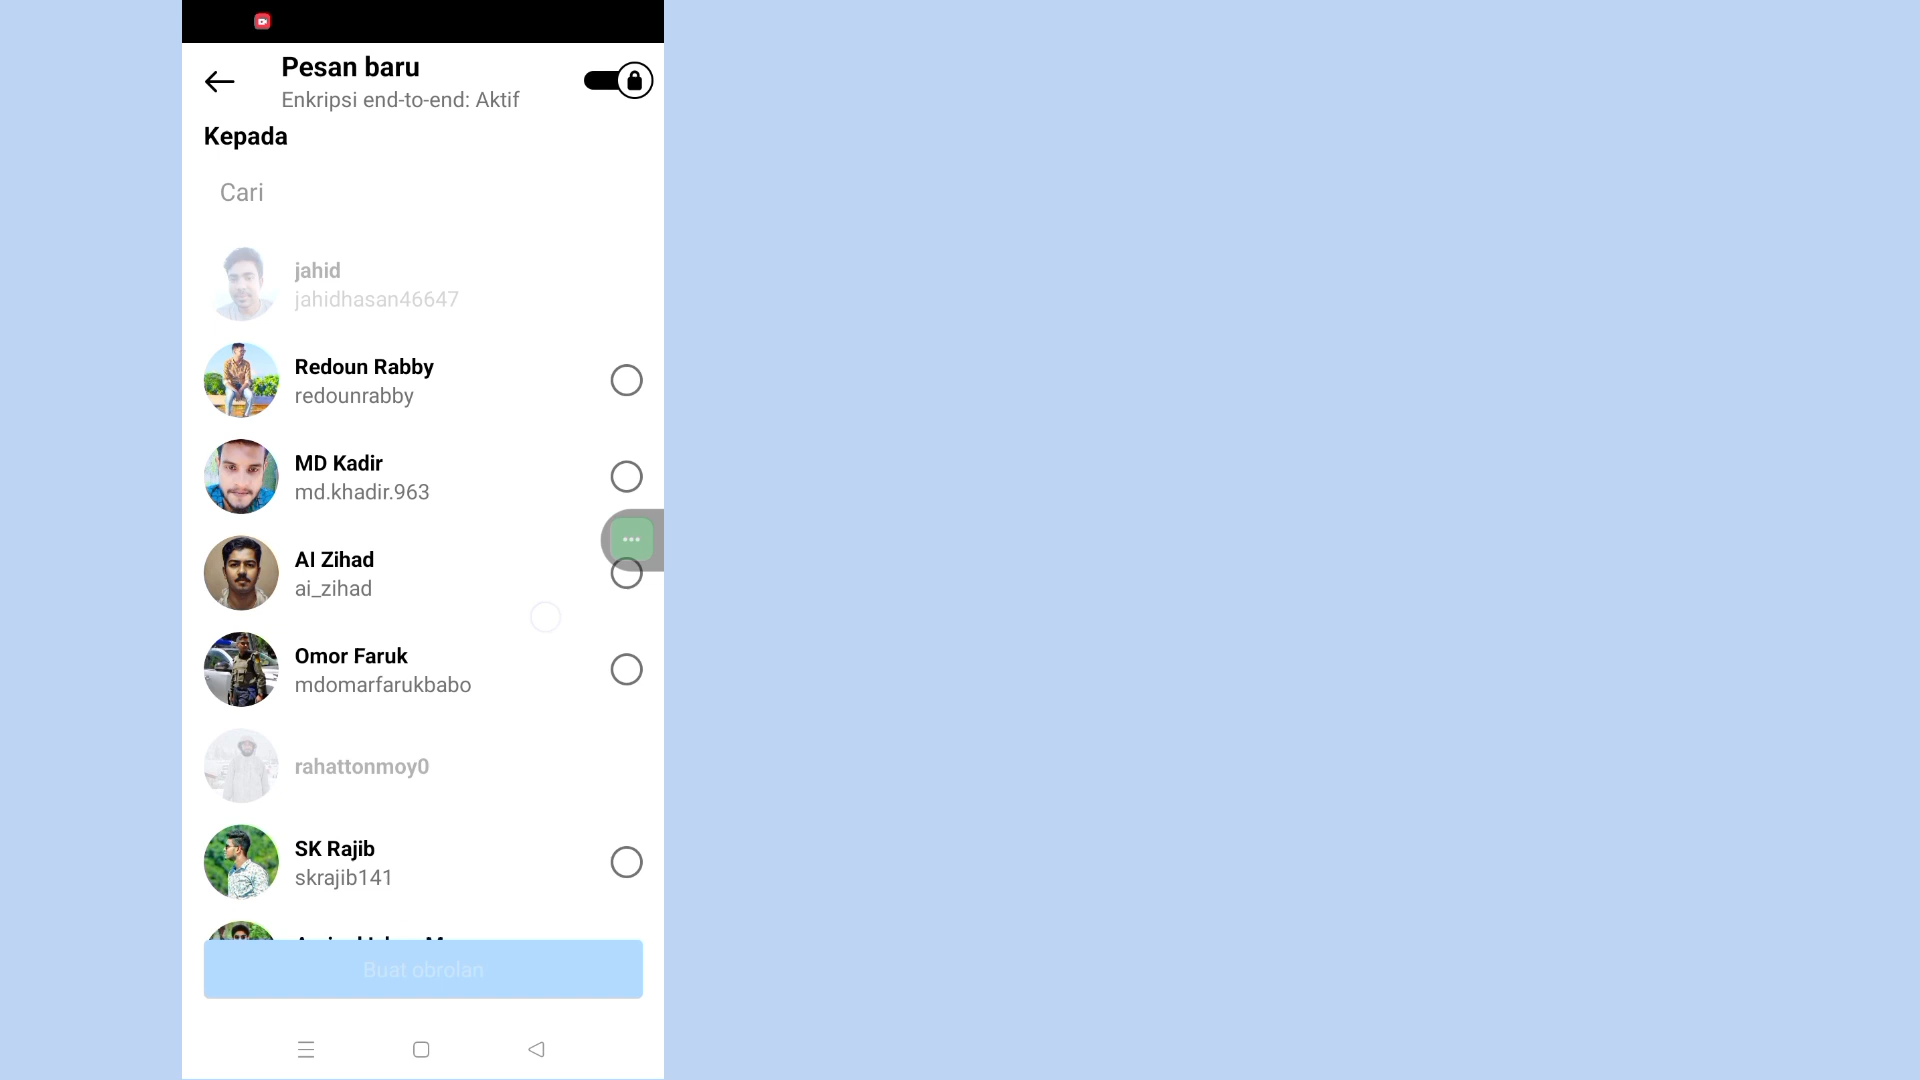 Pesan baru
Enkripsi end-to-end: Aktif
Kepada
Cari
jahid
jahidhasan46647
Redoun Rabby
redounrabby
MD Kadir
md.khadir.963
AI Zihad
ai_zihad
Omor Faruk
mdomarfarukbabo
rahattonmoy0
SK Rajib
skrajib141
Buat obrolan